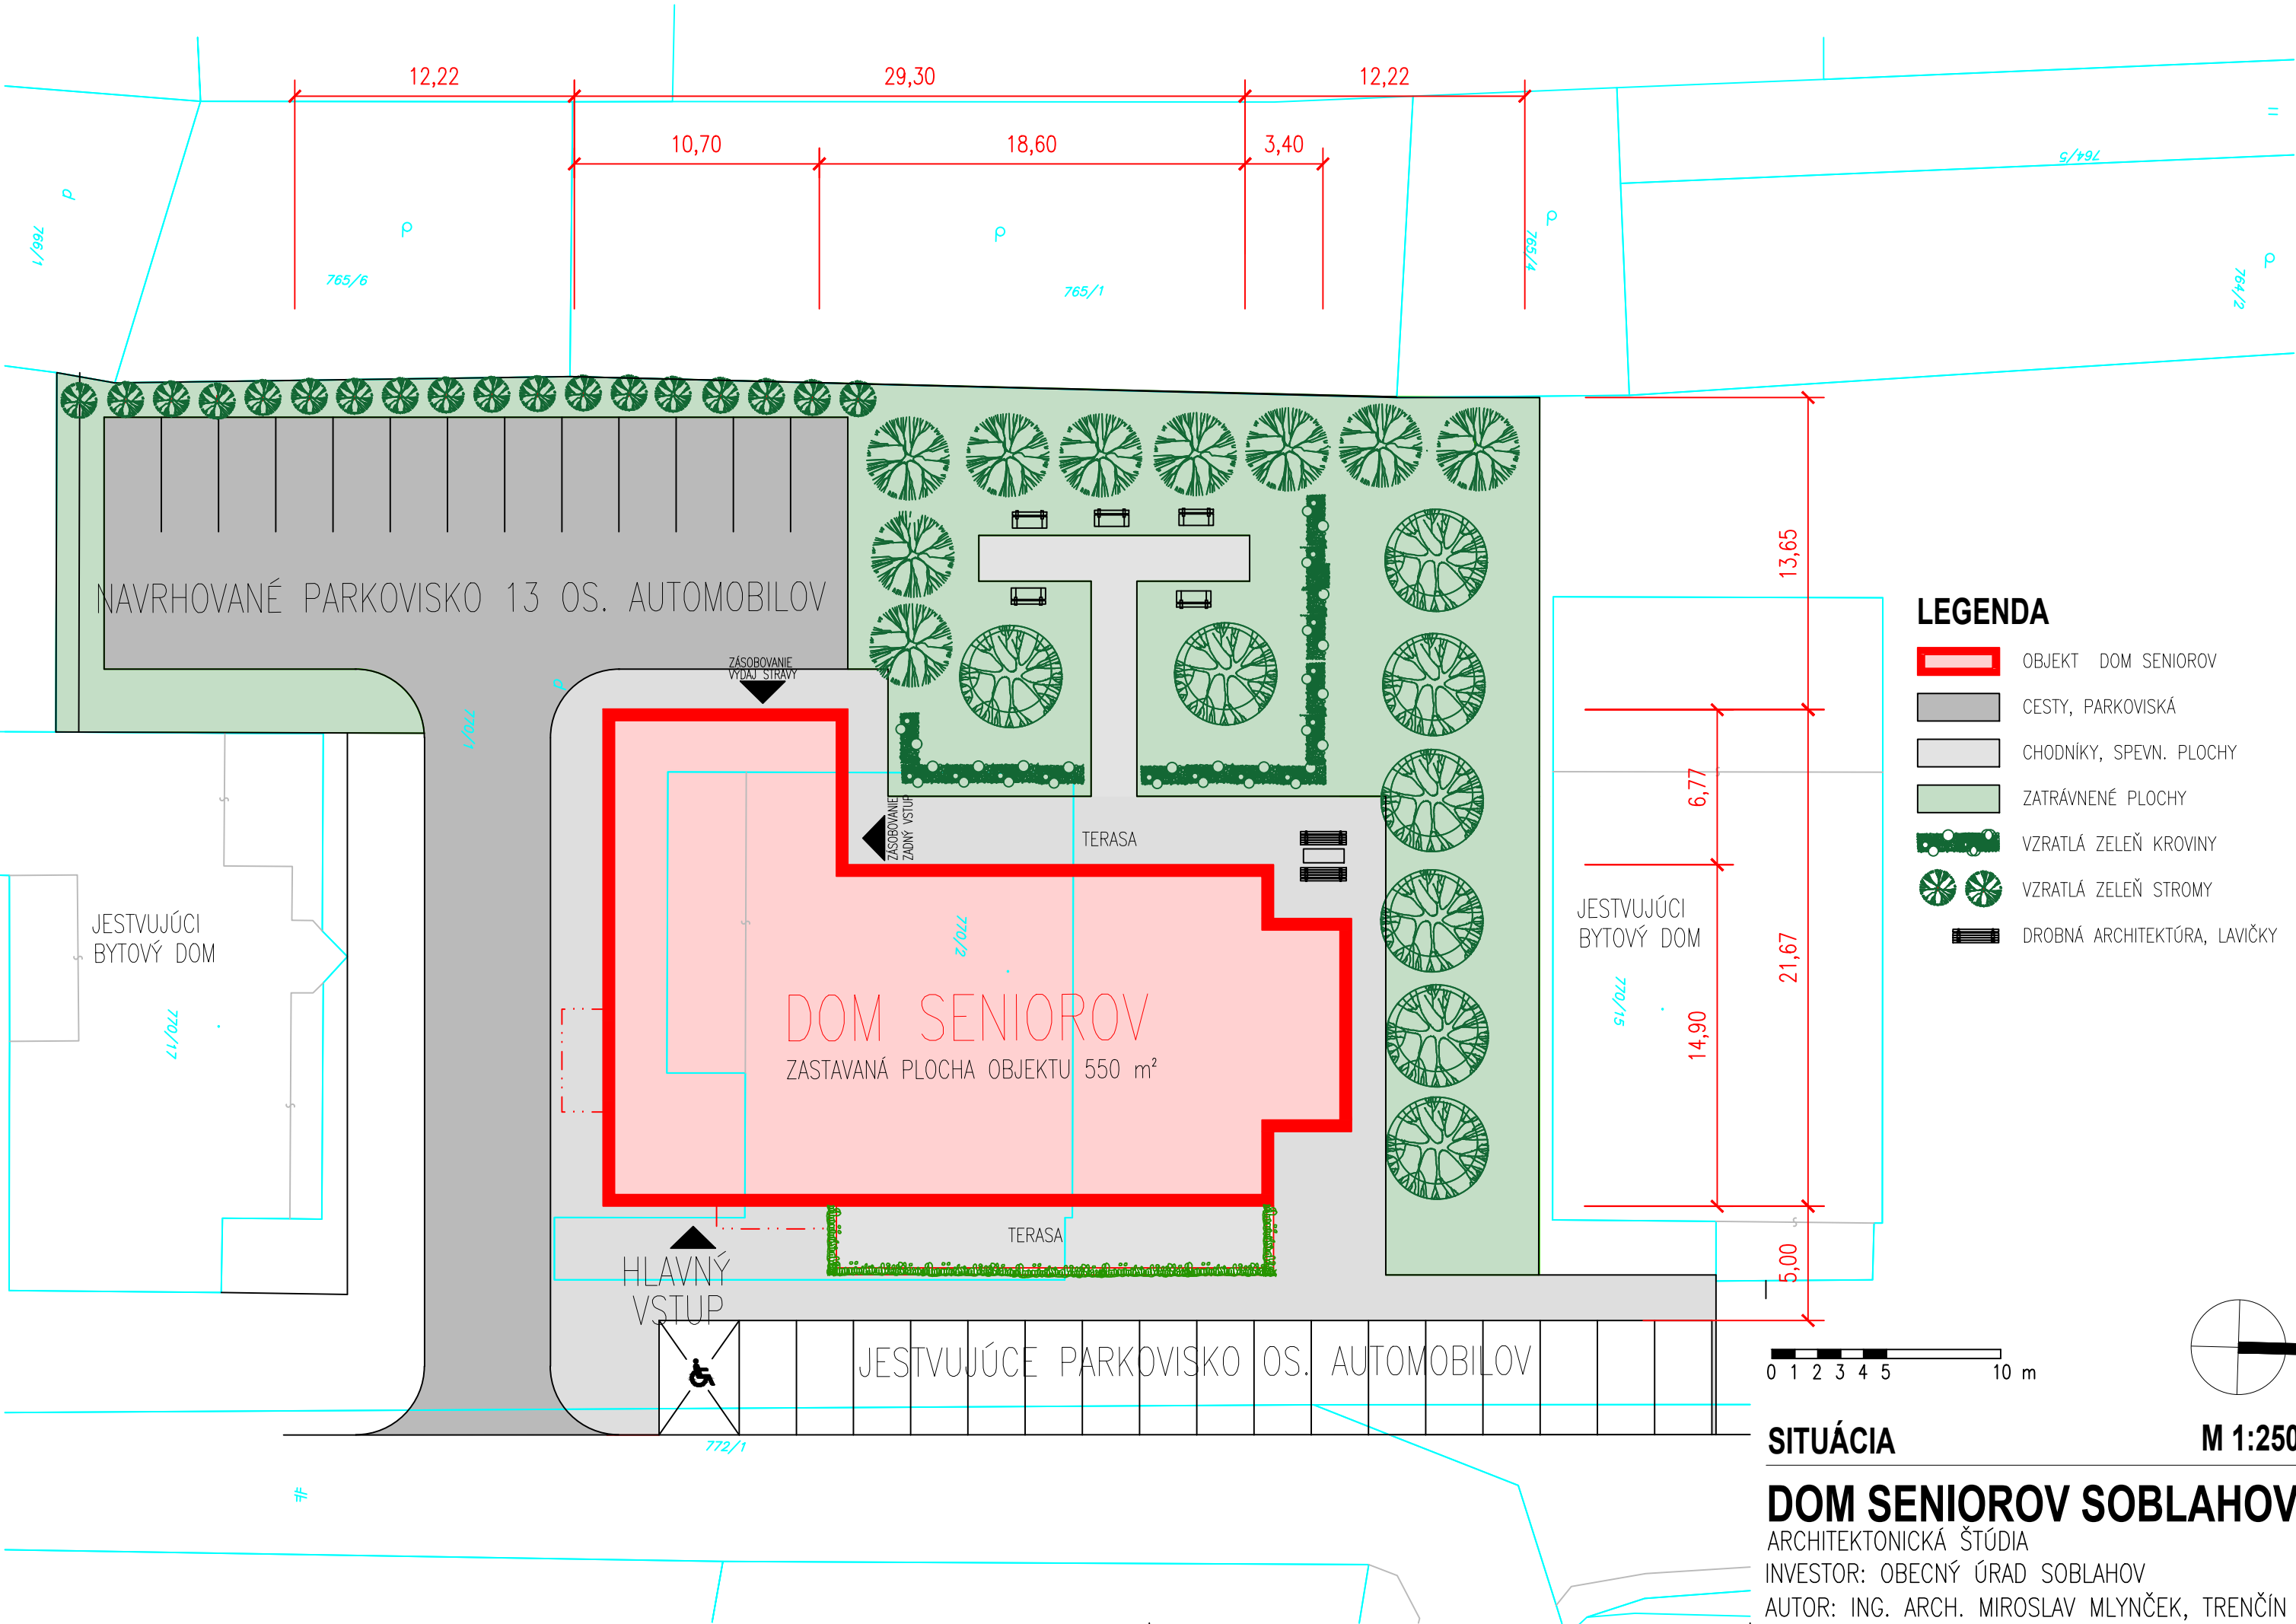 12,22
29,30
12,22
10,70
18,60
3,40
766/1
765/6
765/1
765/4
764/5
764/2
NAVRHOVANÉ PARKOVISKO 13 OS. AUTOMOBILOV
ZÁSOBOVANIE
VÝDAJ STRAVY
770/1
13,65
LEGENDA
OBJEKT DOM SENIOROV
CESTY, PARKOVISKÁ
CHODNÍKY, SPEVN. PLOCHY
ZATRÁVNENÉ PLOCHY
VZRATLÁ ZELEŇ KROVINY
VZRATLÁ ZELEŇ STROMY
DROBNÁ ARCHITEKTÚRA, LAVIČKY
6,77
ZÁSOBOVANIE
ZADNÝ VSTUP
TERASA
JESTVUJÚCI
BYTOVÝ DOM
770/17
770/2
JESTVUJÚCI
BYTOVÝ DOM
770/15
21,67
14,90
DOM SENIOROV
ZASTAVANÁ PLOCHA OBJEKTU 550 m²
TERASA
HLAVNÝ
VSTUP
5,00
JESTVUJÚCE PARKOVISKO OS. AUTOMOBILOV
772/1
0 1 2 3 4 5 10 m
SITUÁCIA M 1:250
DOM SENIOROV SOBLAHOV
ARCHITEKTONICKÁ ŠTÚDIA
INVESTOR: OBECNÝ ÚRAD SOBLAHOV
AUTOR: ING. ARCH. MIROSLAV MLYNČEK, TRENČÍN